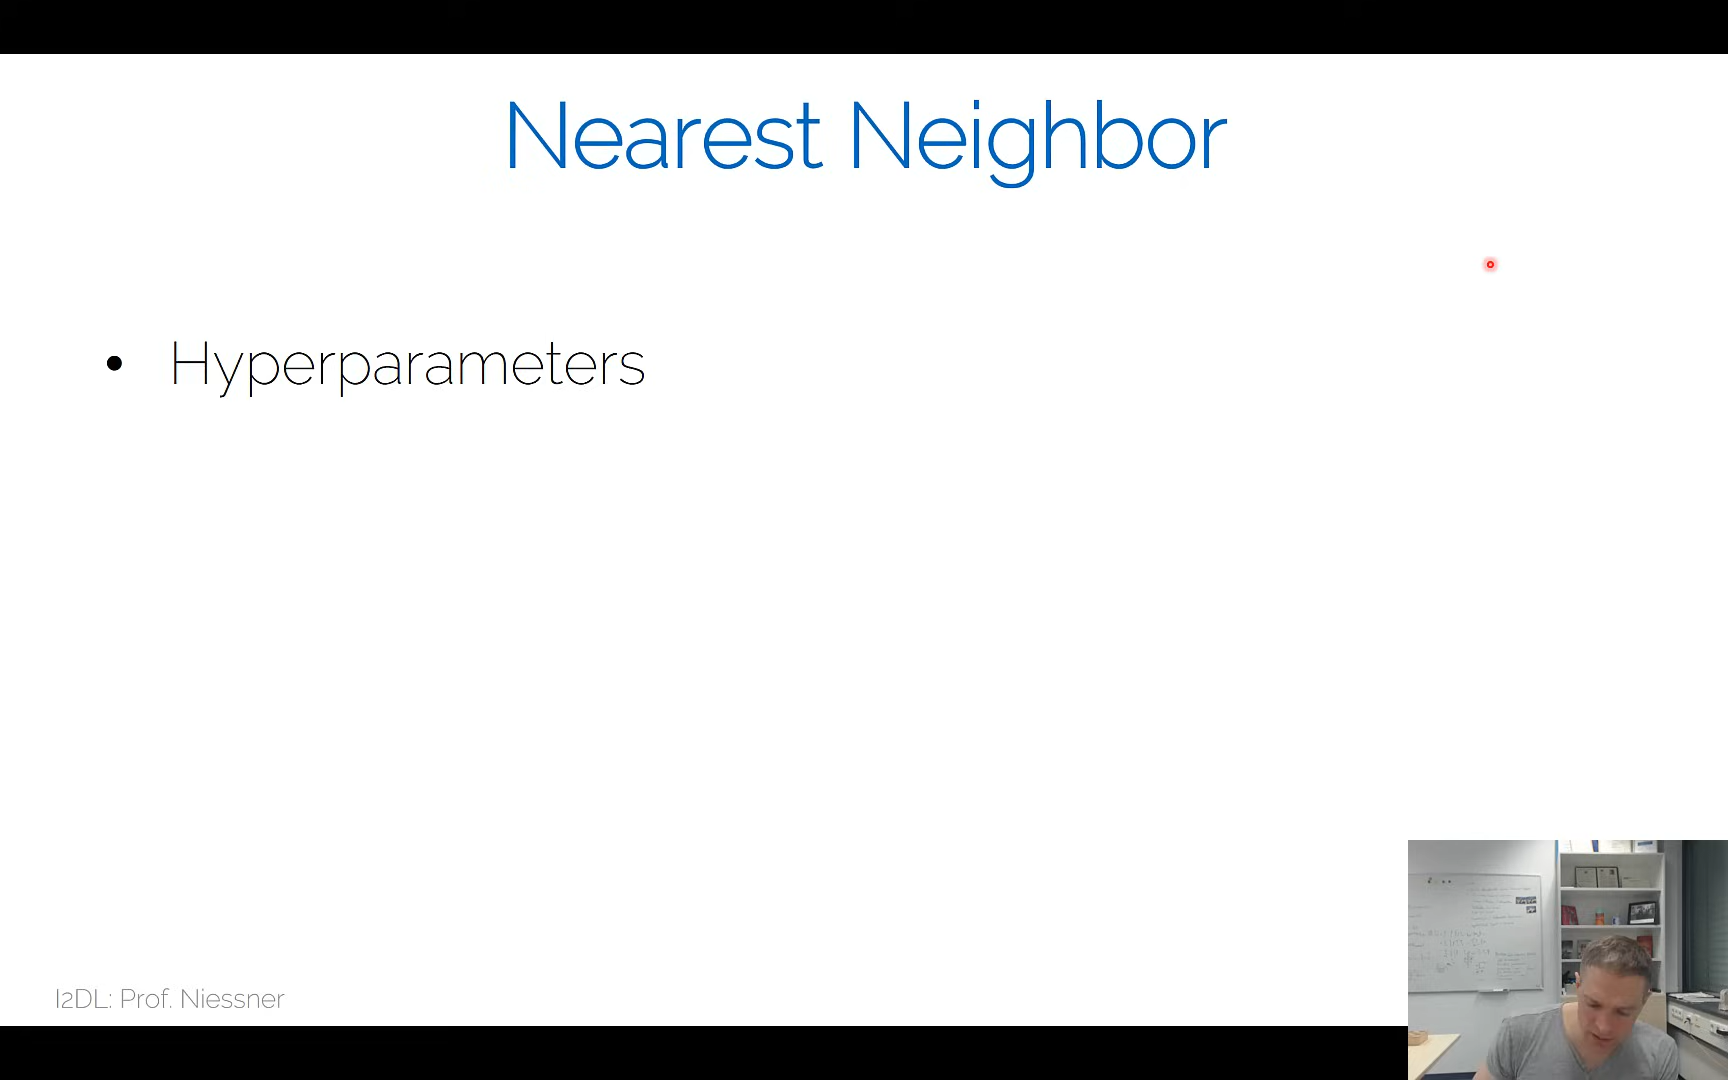 Nearest Neighbor
• Hyperparameters
I2DL: Prof. Niessner